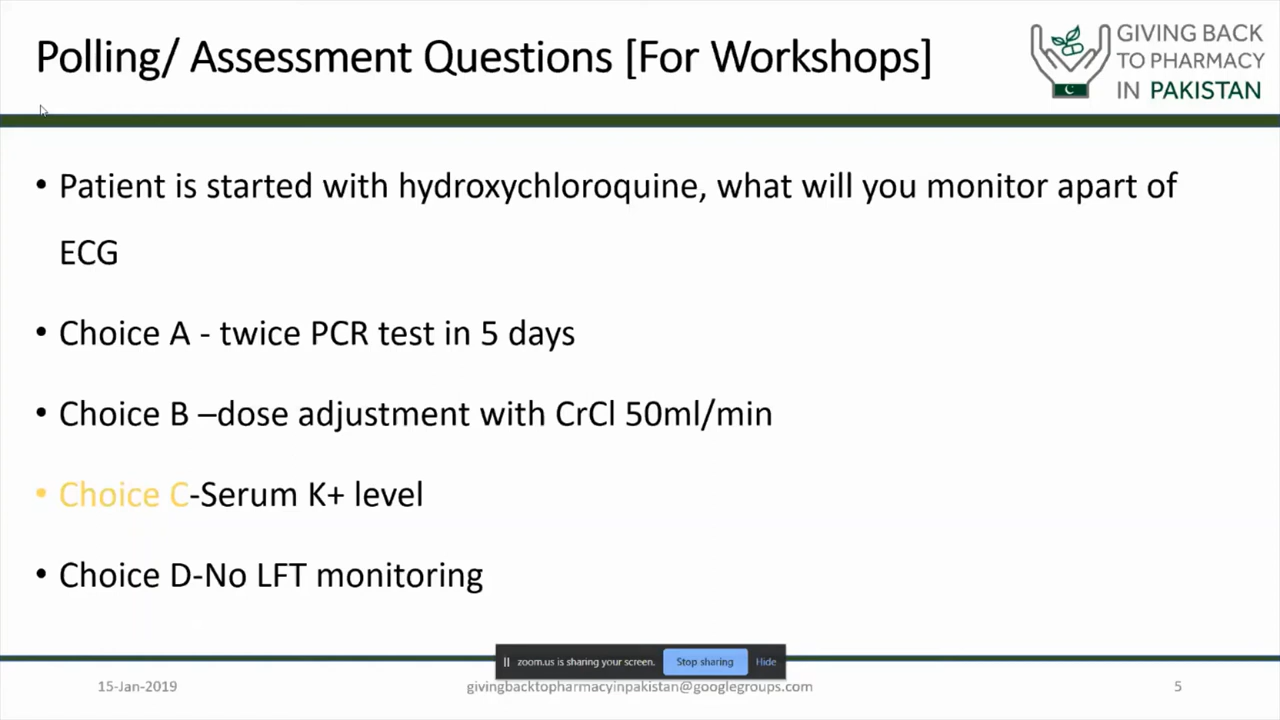 Polling/ Assessment Questions [For Workshops]
GIVING BACK
TO PHARMACY
IN PAKISTAN
• Patient is started with hydroxychloroquine, what will you monitor apart of
ECG
• Choice A - twice PCR test in 5 days
• Choice B –dose adjustment with CrCl 50ml/min
• Choice C-Serum K+ level
• Choice D-No LFT monitoring
zoom.us is sharing your screen. Stop sharing Hide
15-Jan-2019 givingbacktopharmacyinpakistan@googlegroups.com 5